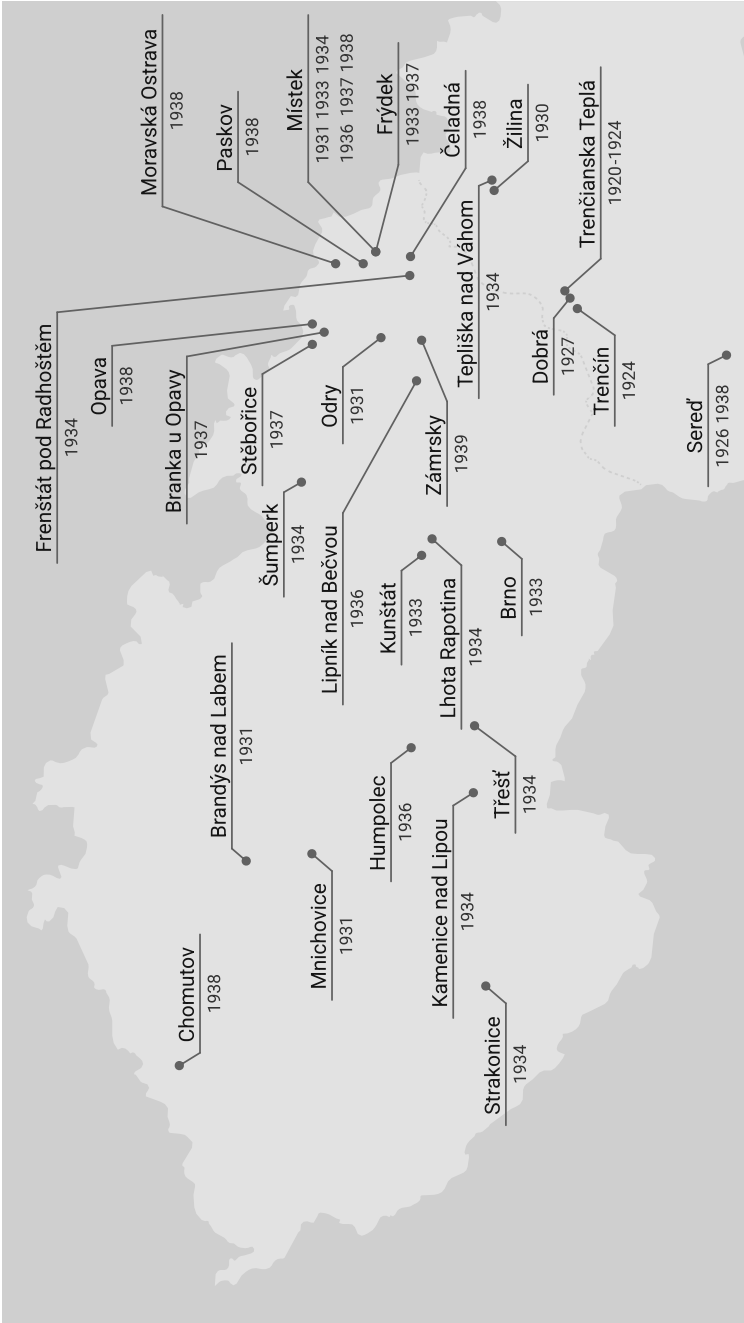 Frenštát pod Radhoštěm
1934
Opava
1938
Branka u Opavy
1937
Stěbořice
1937
Odry
1931
Moravská Ostrava
1938
Paskov
1938
Místek
1931 1933 1934
1936 1937 1938
Frýdek
1933 1937
Čeladná
1938
Žilina
1930
Tepliška nad Váhom
1934
Trenčianska Teplá
1920-1924
Dobrá
1927
Trenčín
1924
Sereď
1926 1938
Zámrsky
1939
Šumperk
1934
Lipník nad Bečvou
1936
Kunštát
1933
Lhota Rapotina
1934
Brno
1933
Brandýs nad Labem
1931
Humpolec
1936
Třešť
1934
Kamenice nad Lipou
1934
Mnichovice
1931
Chomutov
1938
Strakonice
1934